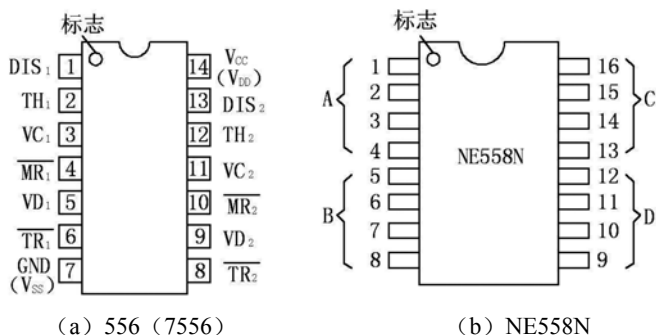 标志
DIS₁ 1 14 Vcc (VDD)
TH₁ 2 13 DIS₂
VC₁ 3 12 TH₂
MR₁ 4 11 VC₂
VD₁ 5 10 MR₂
TR₁ 6 9 VD₂
GND (Vss) 7 8 TR₂
(a) 556 (7556)
标志
1 16
A 2 15 C
3 14
4 13
NE558N
5 12
B 6 11 D
7 10
8 9
(b) NE558N